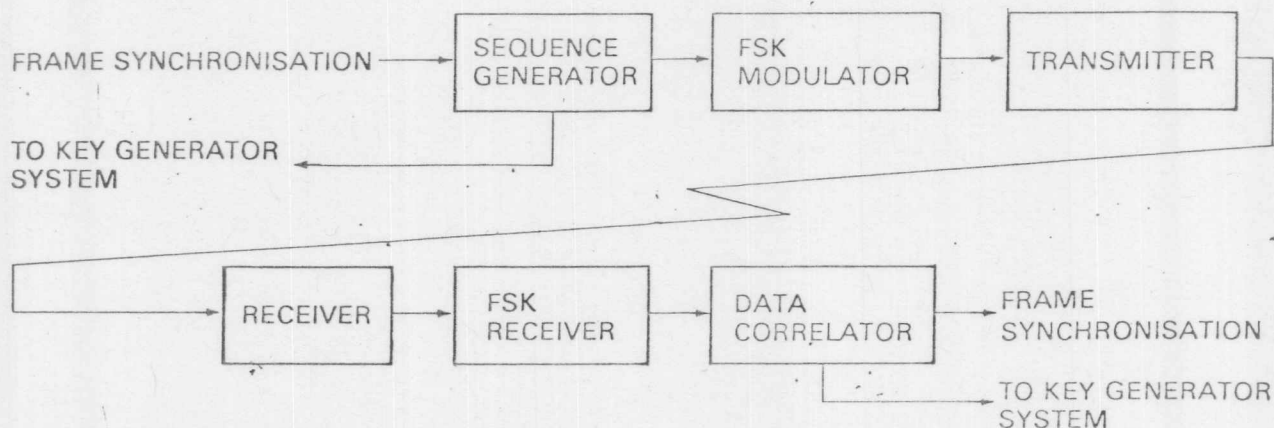 FRAME SYNCHRONISATION
SEQUENCE
GENERATOR
FSK
MODULATOR
TRANSMITTER
TO KEY GENERATOR
SYSTEM
RECEIVER
FSK
RECEIVER
DATA
CORRELATOR
FRAME
SYNCHRONISATION
TO KEY GENERATOR
SYSTEM